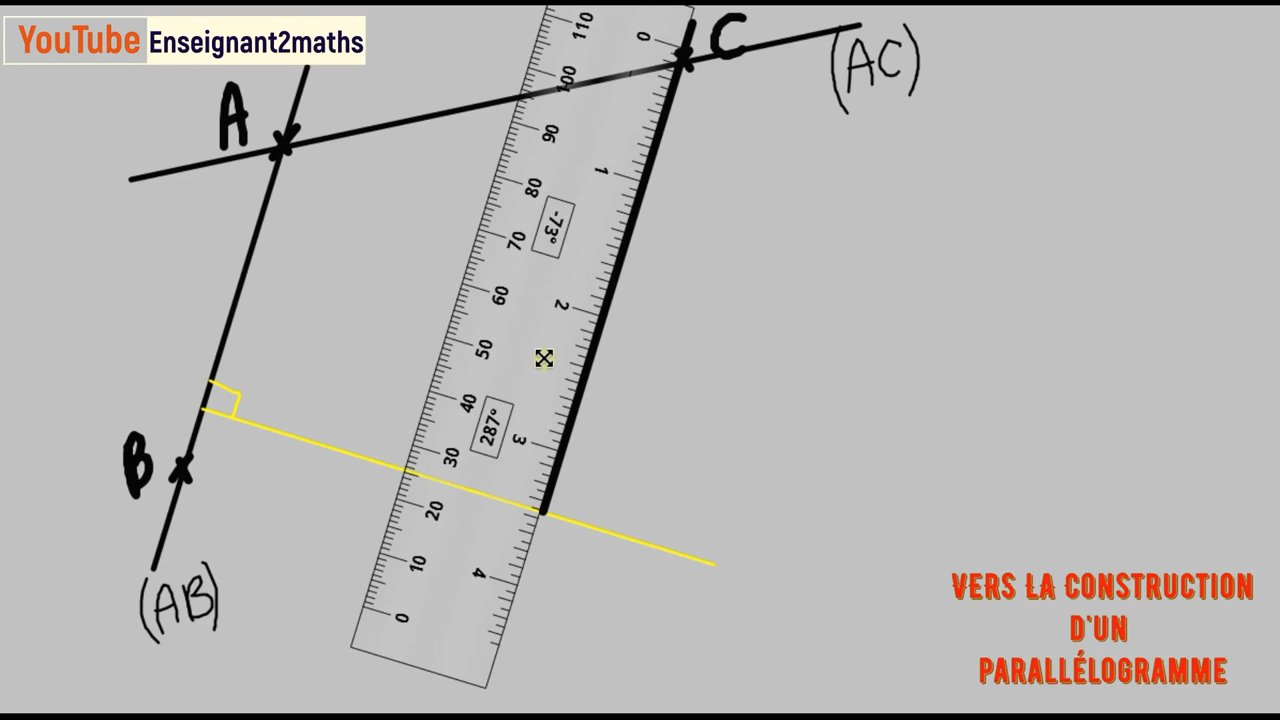 YouTube Enseignant2maths
A
C
(AC)
B
(AB)
110
100
90
80
70
60
50
40
30
20
10
0
0
1
2
3
4
-73°
287°
VERS LA CONSTRUCTION
D'UN
PARALLÉLOGRAMME